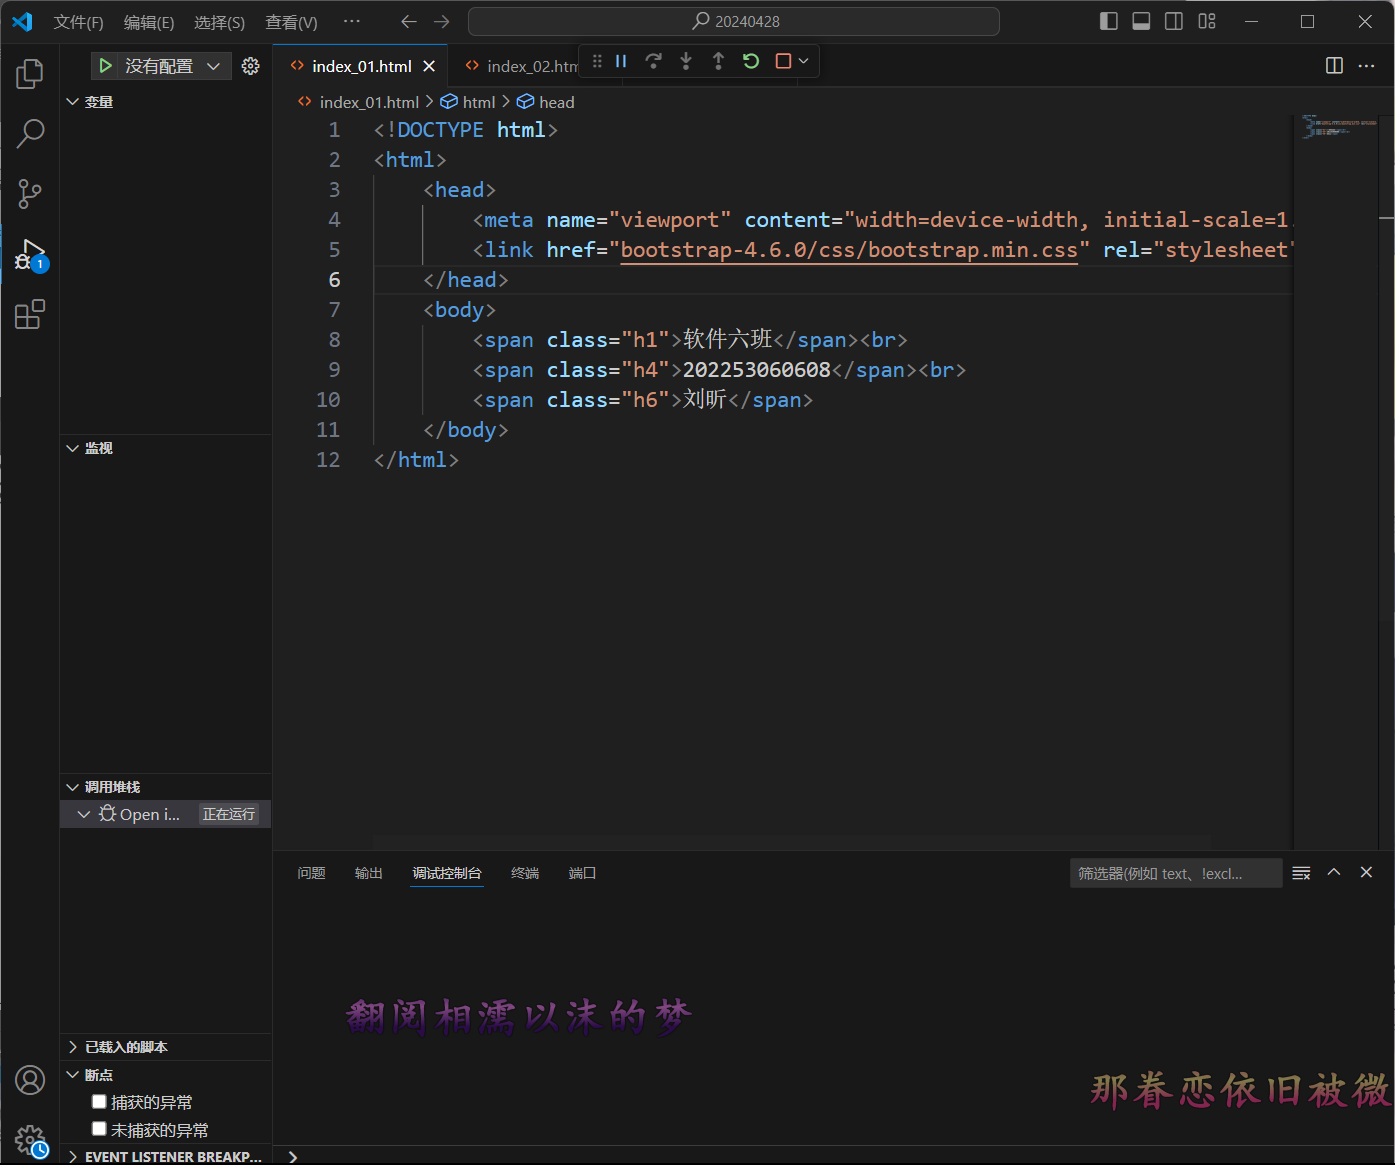 文件(F) 编辑(E) 选择(S) 查看(V) ··· 20240428
没有配置
index_01.html
index_02.htm
变量
index_01.html > html > head
1 <!DOCTYPE html>
2 <html>
3 <head>
4 <meta name="viewport" content="width=device-width, initial-scale=1.
5 <link href="bootstrap-4.6.0/css/bootstrap.min.css" rel="stylesheet"
6 </head>
7 <body>
8 <span class="h1">软件六班</span><br>
9 <span class="h4">202253060608</span><br>
10 <span class="h6">刘昕</span>
11 </body>
12 </html>
1
监视
调用堆栈
Open i... 正在运行
已载入的脚本
断点
捕获的异常
未捕获的异常
EVENT LISTENER BREAKP...
问题 输出 调试控制台 终端 端口
筛选器(例如 text、!excl...
翻阅相濡以沫的梦
那眷恋依旧被微